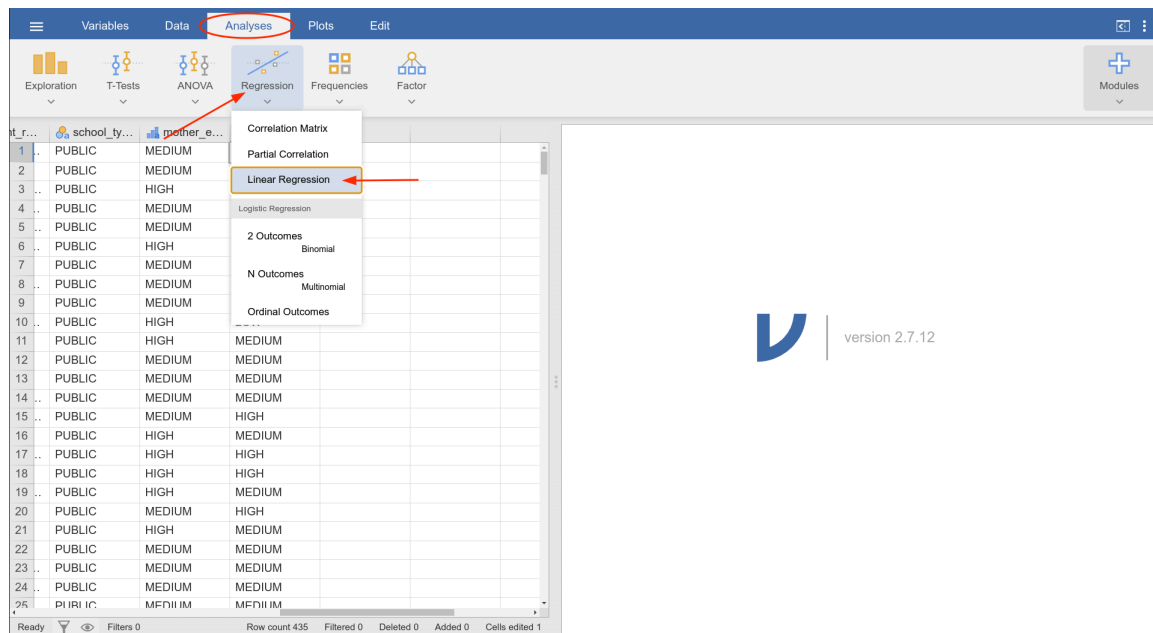 Variables Data Analyses Plots Edit
Exploration T-Tests ANOVA Regression Frequencies Factor Modules
nt_r... school_ty... mother_e...
Correlation Matrix
Partial Correlation
Linear Regression
Logistic Regression
2 Outcomes
Binomial
N Outcomes
Multinomial
Ordinal Outcomes
1 .. PUBLIC MEDIUM
2 PUBLIC MEDIUM
3 .. PUBLIC HIGH
4 .. PUBLIC MEDIUM
5 .. PUBLIC MEDIUM
6 .. PUBLIC HIGH
7 PUBLIC MEDIUM
8 .. PUBLIC MEDIUM
9 PUBLIC MEDIUM
10 .. PUBLIC HIGH
11 PUBLIC HIGH MEDIUM
12 PUBLIC MEDIUM MEDIUM
13 PUBLIC MEDIUM MEDIUM
14 .. PUBLIC MEDIUM MEDIUM
15 .. PUBLIC MEDIUM HIGH
16 PUBLIC HIGH MEDIUM
17 .. PUBLIC HIGH HIGH
18 PUBLIC HIGH HIGH
19 .. PUBLIC HIGH MEDIUM
20 PUBLIC MEDIUM HIGH
21 PUBLIC HIGH MEDIUM
22 PUBLIC MEDIUM MEDIUM
23 .. PUBLIC MEDIUM MEDIUM
24 .. PUBLIC MEDIUM MEDIUM
25 PUBLIC MEDIUM MEDIUM
version 2.7.12
Ready Filters 0 Row count 435 Filtered 0 Deleted 0 Added 0 Cells edited 1